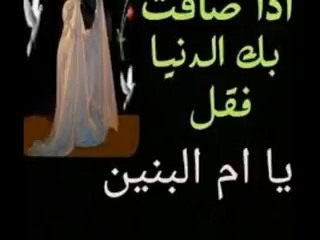 اذا ضاقت
بك الدنيا
فقل
يا ام البنين